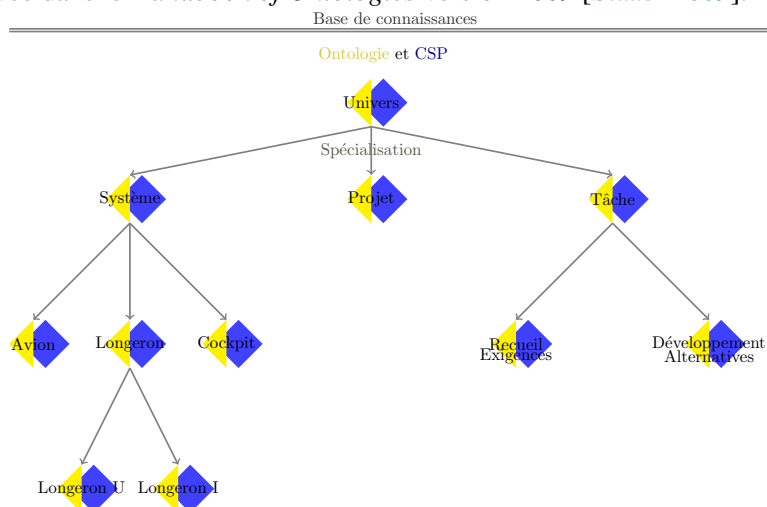 Base de connaissances
Ontologie et CSP
Univers
Spécialisation
Système Projet Tâche
Avion Longeron Cockpit Recueil Exigences Développement Alternatives
Longeron U Longeron I